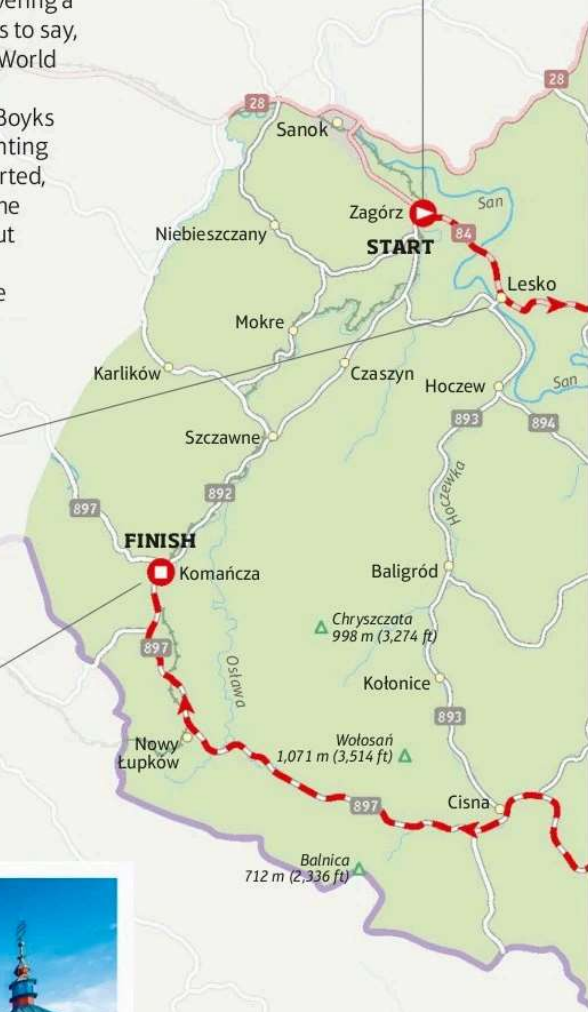 vering a
s to say,
World
Boyks
nting
rted,
ne
ut
e
28
28
Sanok
Zagórz
START
84
San
Niebieszczany
Lesko
Mokre
Karlików
Czaszyn
Hoczew
San
893
894
Szczawne
892
897
Hoczewka
FINISH
Komańcza
Baligród
Chryszczata
998 m (3,274 ft)
897
Osława
Kołonice
893
Nowy
Łupków
Wołosań
1,071 m (3,514 ft)
897
Cisna
Balnica
712 m (2,336 ft)